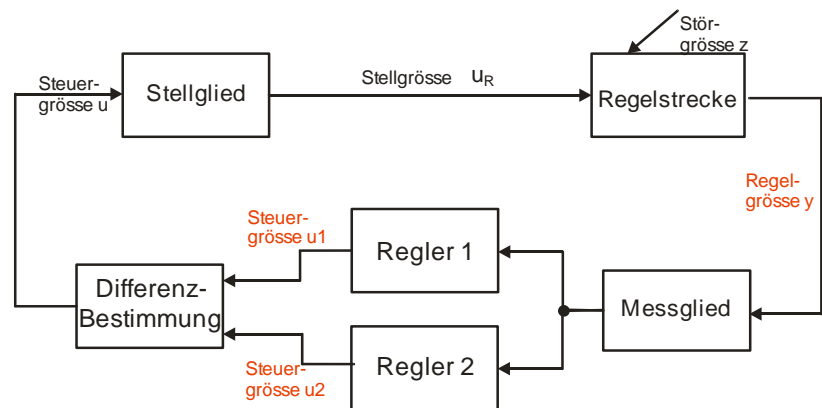 Stör-
grösse z
Steuer-
grösse u
Stellglied
Stellgrösse u_R
Regelstrecke
Regel-
grösse y
Steuer-
grösse u1
Regler 1
Differenz-
Bestimmung
Messglied
Steuer-
grösse u2
Regler 2